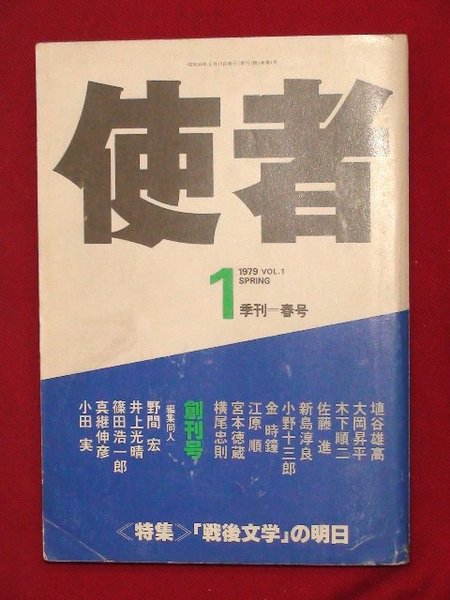 使者
1
1979 VOL.1
SPRING
季刊＝春号
埴谷雄高
大岡昇平
木下順二
佐藤 進
新島淳良
小野十三郎
金 時鐘
江原 順
宮本徳蔵
横尾忠則
創刊号
編集同人
野間 宏
井上光晴
篠田浩一郎
真継伸彦
小田 実
〈特集〉「戦後文学」の明日